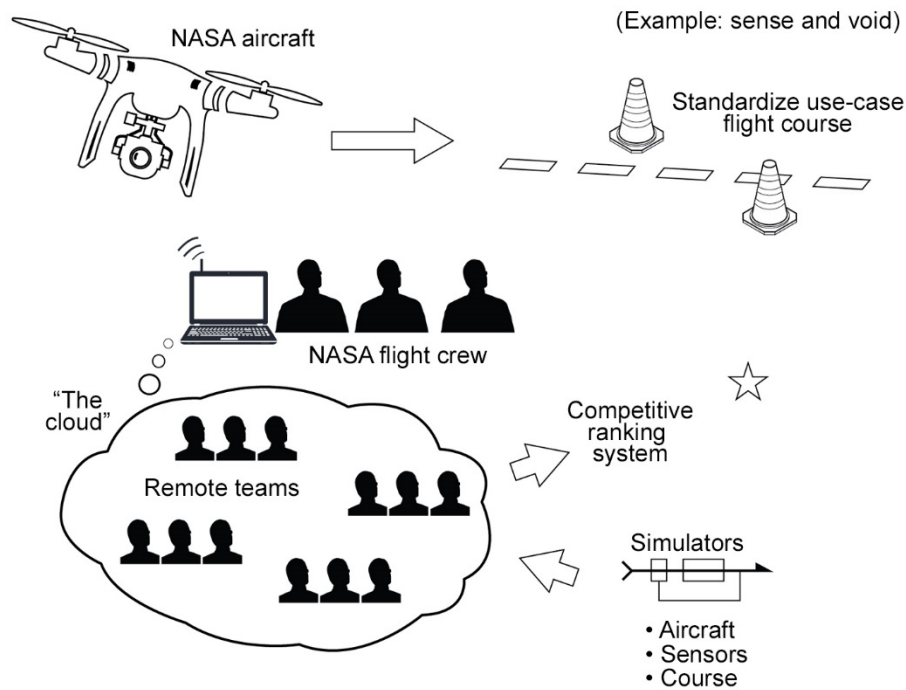 NASA aircraft
(Example: sense and void)
Standardize use-case
flight course
NASA flight crew
“The
cloud”
Remote teams
Competitive
ranking
system
Simulators
• Aircraft
• Sensors
• Course